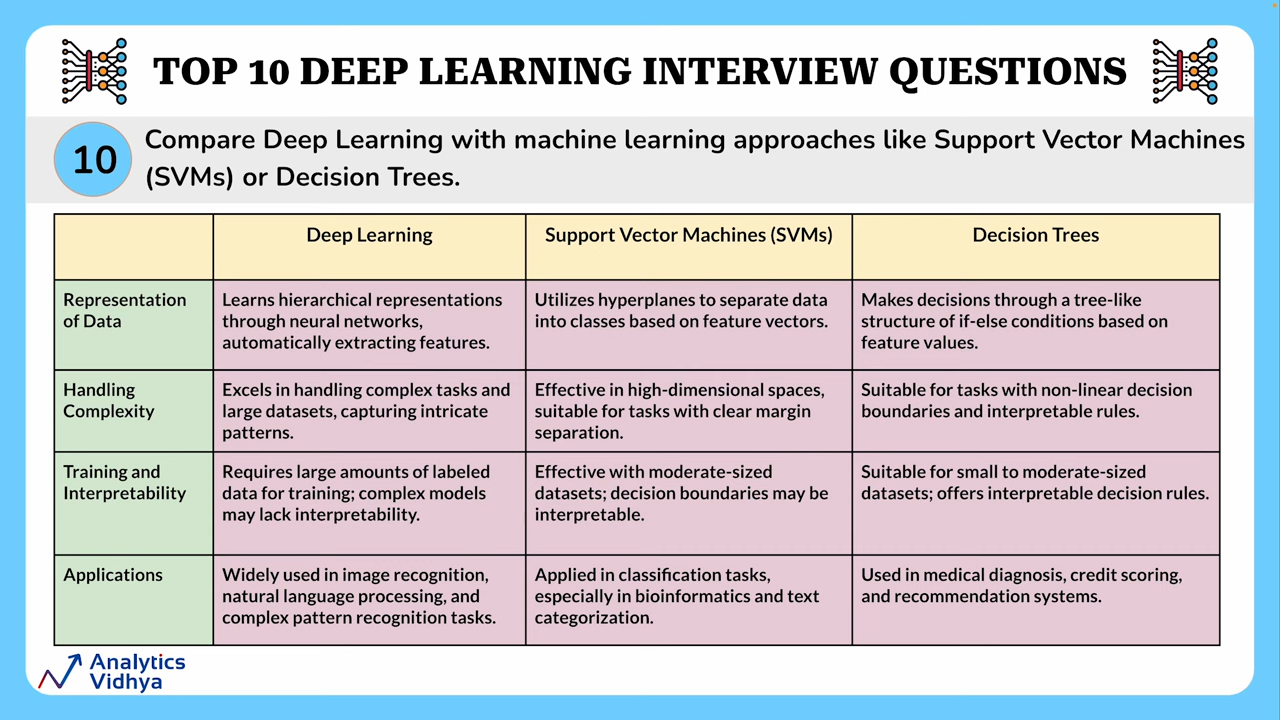 TOP 10 DEEP LEARNING INTERVIEW QUESTIONS
10
Compare Deep Learning with machine learning approaches like Support Vector Machines
(SVMs) or Decision Trees.
Deep Learning
Support Vector Machines (SVMs)
Decision Trees
Representation
of Data
Learns hierarchical representations
through neural networks,
automatically extracting features.
Utilizes hyperplanes to separate data
into classes based on feature vectors.
Makes decisions through a tree-like
structure of if-else conditions based on
feature values.
Handling
Complexity
Excels in handling complex tasks and
large datasets, capturing intricate
patterns.
Effective in high-dimensional spaces,
suitable for tasks with clear margin
separation.
Suitable for tasks with non-linear decision
boundaries and interpretable rules.
Training and
Interpretability
Requires large amounts of labeled
data for training; complex models
may lack interpretability.
Effective with moderate-sized
datasets; decision boundaries may be
interpretable.
Suitable for small to moderate-sized
datasets; offers interpretable decision rules.
Applications
Widely used in image recognition,
natural language processing, and
complex pattern recognition tasks.
Applied in classification tasks,
especially in bioinformatics and text
categorization.
Used in medical diagnosis, credit scoring,
and recommendation systems.
Analytics
Vidhya